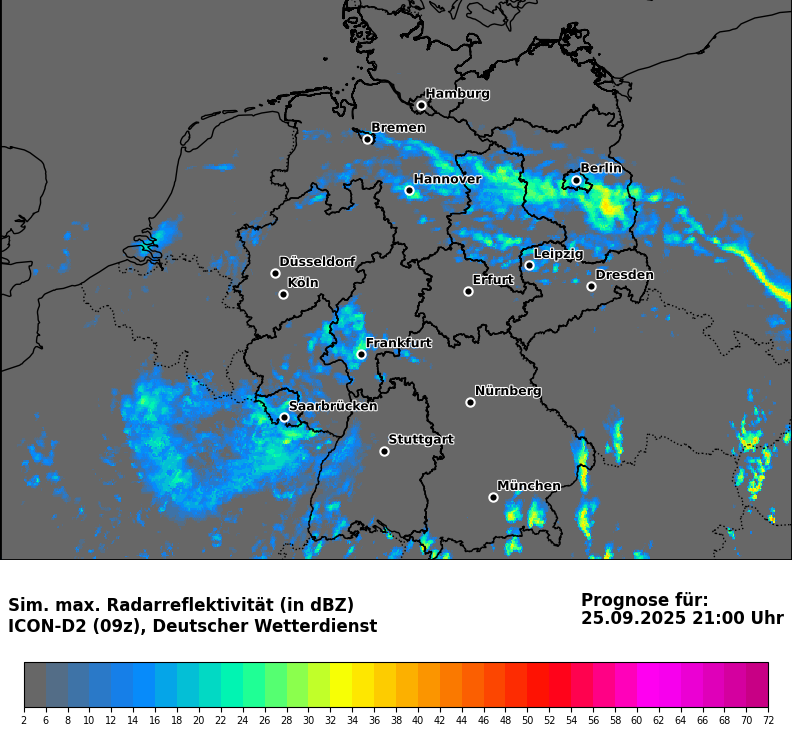 Hamburg
Bremen
Berlin
Hannover
Leipzig
Düsseldorf
Dresden
Köln
Erfurt
Frankfurt
Nürnberg
Saarbrücken
Stuttgart
München
Sim. max. Radarreflektivität (in dBZ)
ICON-D2 (09z), Deutscher Wetterdienst
Prognose für:
25.09.2025 21:00 Uhr
2 6 8 10 12 14 16 18 20 22 24 26 28 30 32 34 36 38 40 42 44 46 48 50 52 54 56 58 60 62 64 66 68 70 72